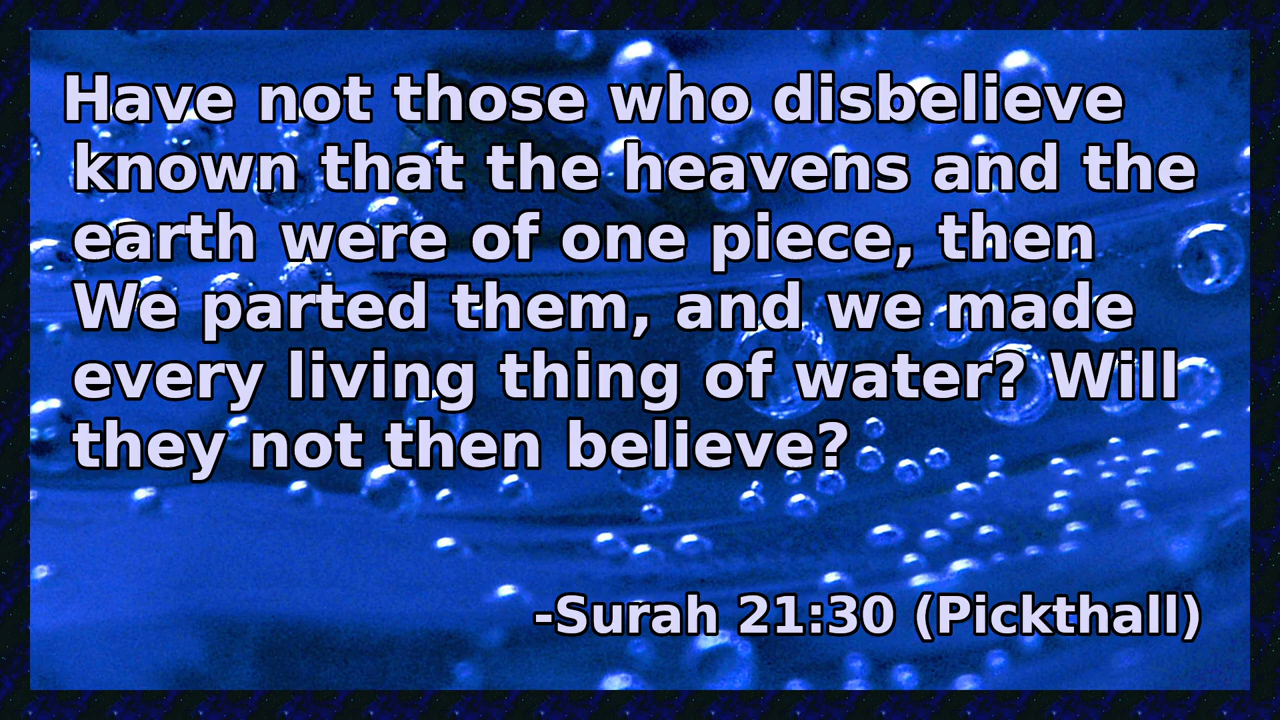 Have not those who disbelieve
known that the heavens and the
earth were of one piece, then
We parted them, and we made
every living thing of water? Will
they not then believe?
-Surah 21:30 (Pickthall)